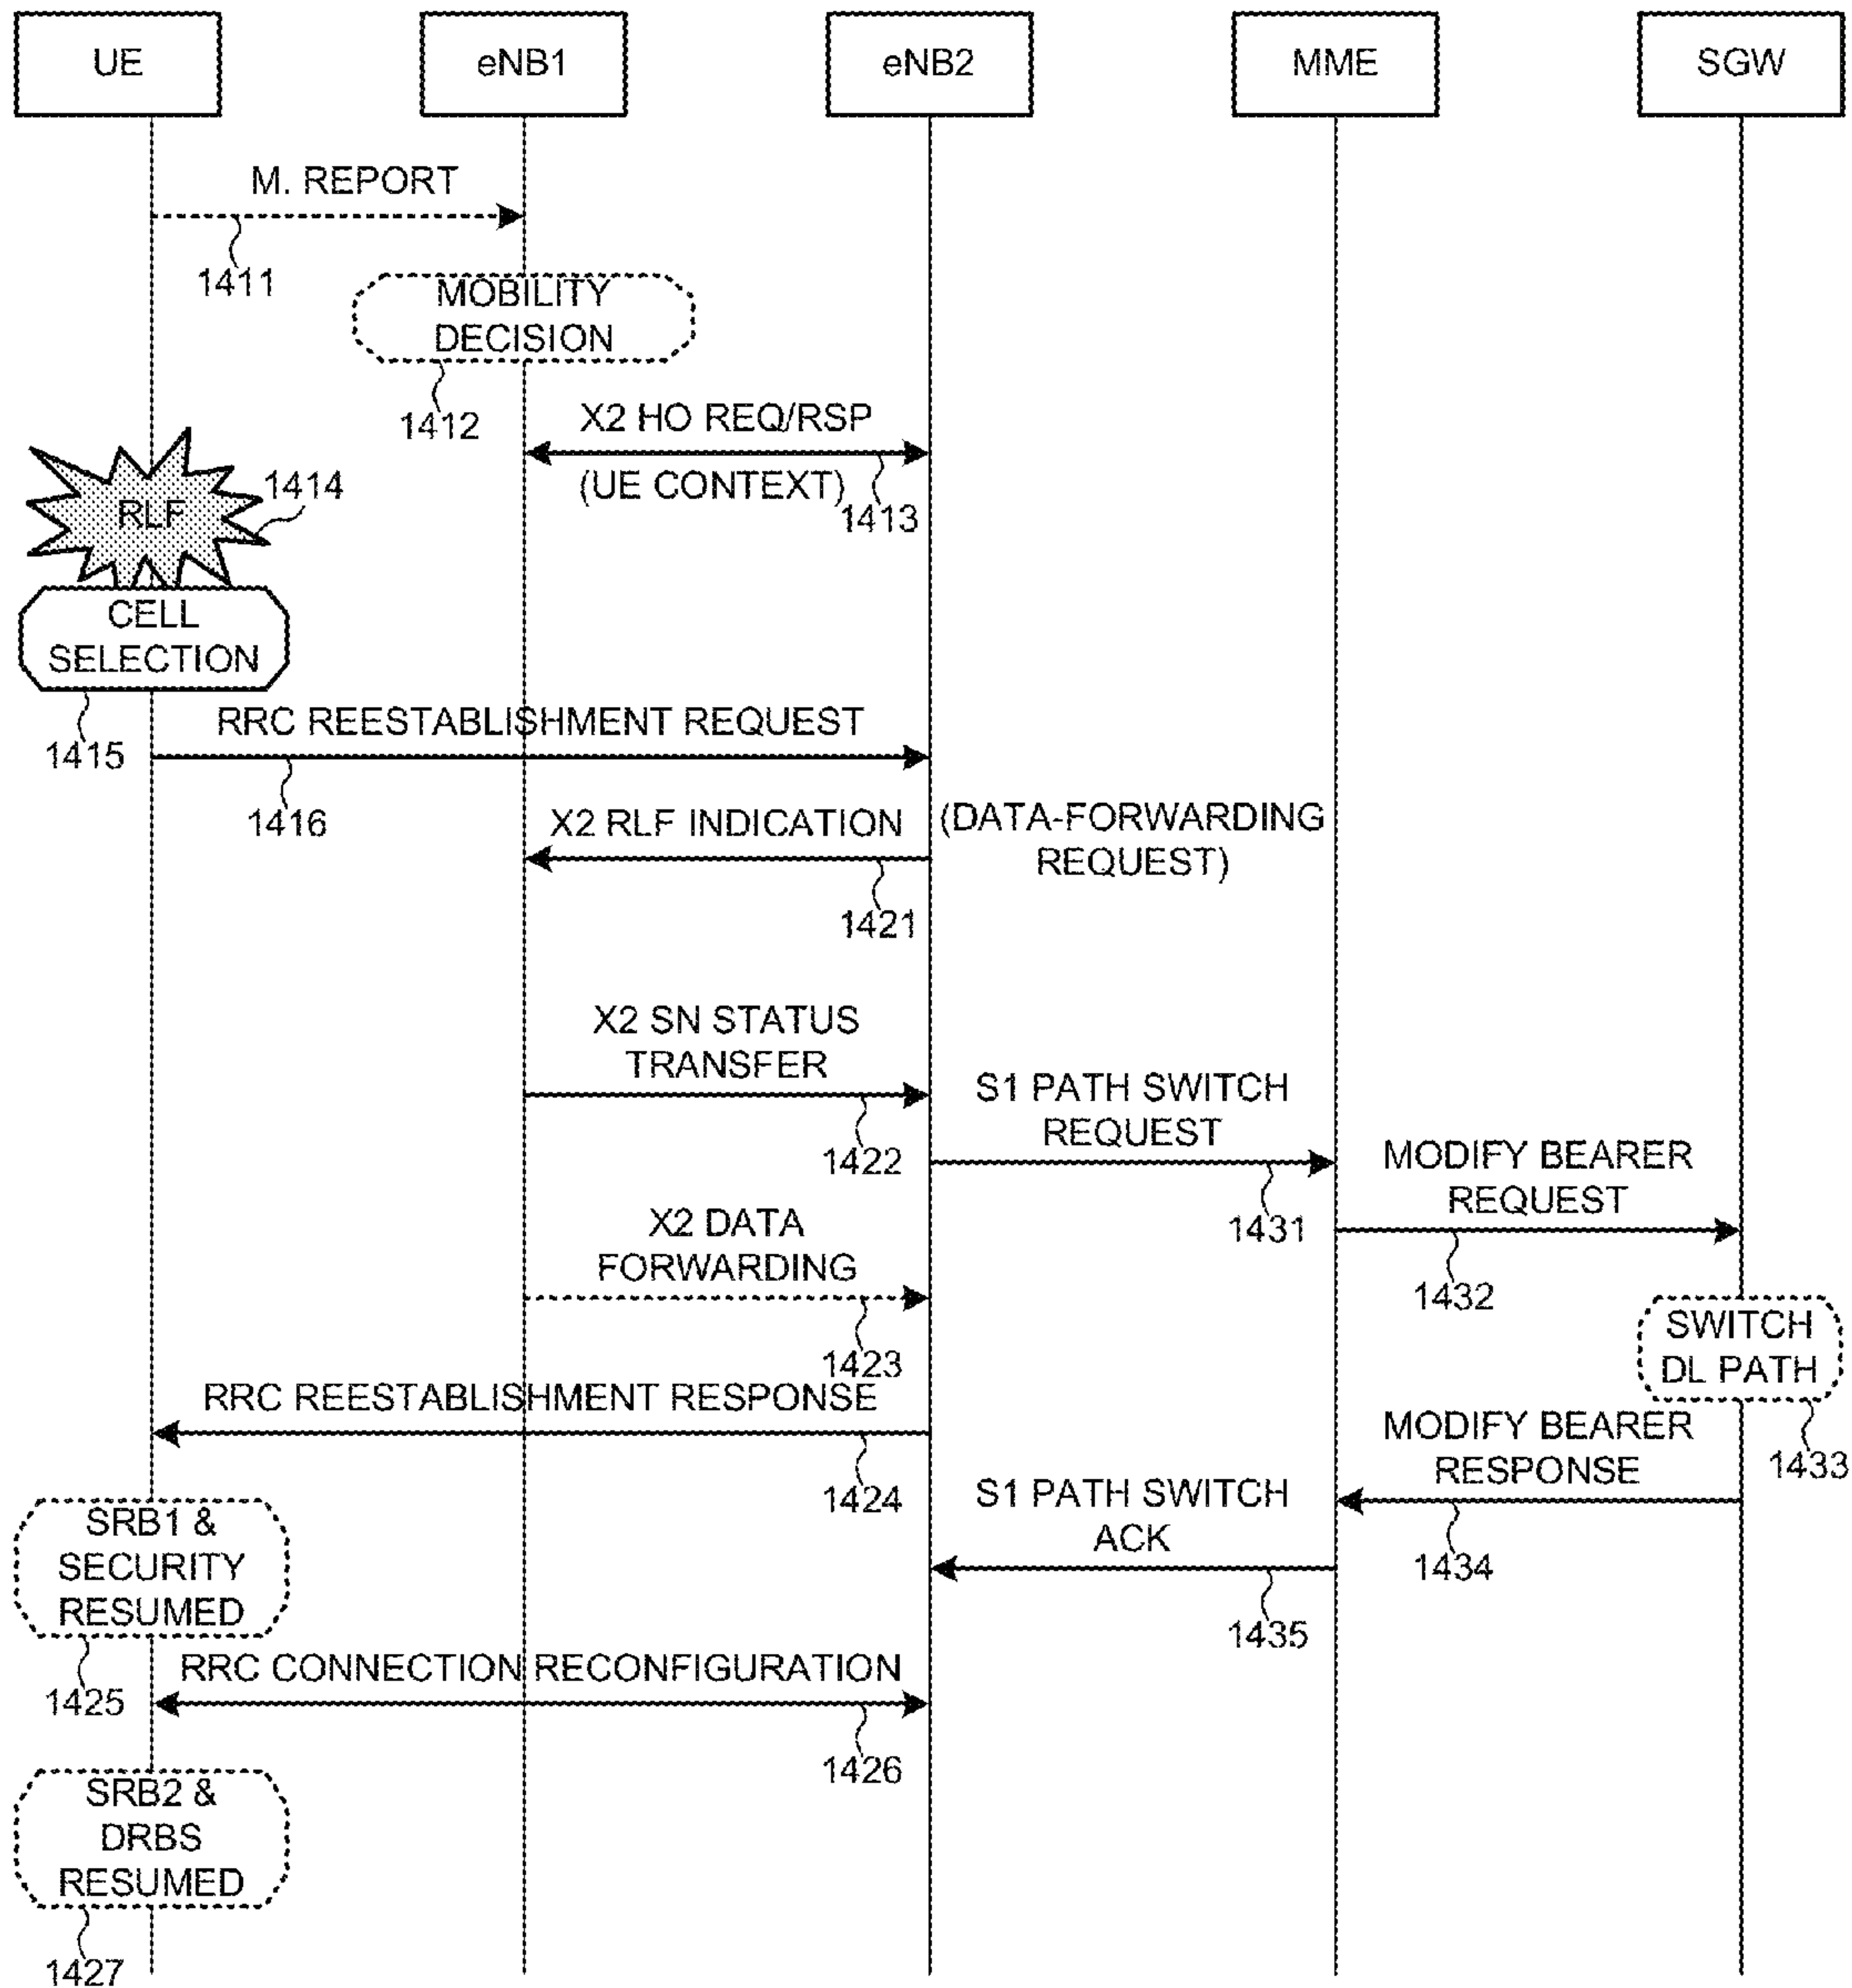 UE
eNB1
eNB2
MME
SGW
M. REPORT
1411
MOBILITY
DECISION
1412
X2 HO REQ/RSP
(UE CONTEXT)
1413
RLF
1414
CELL
SELECTION
1415
RRC REESTABLISHMENT REQUEST
1416
X2 RLF INDICATION
(DATA-FORWARDING
REQUEST)
1421
X2 SN STATUS
TRANSFER
1422
S1 PATH SWITCH
REQUEST
1431
MODIFY BEARER
REQUEST
1432
X2 DATA
FORWARDING
1423
SWITCH
DL PATH
1433
RRC REESTABLISHMENT RESPONSE
1424
MODIFY BEARER
RESPONSE
1434
S1 PATH SWITCH
ACK
1435
SRB1 &
SECURITY
RESUMED
1425
RRC CONNECTION RECONFIGURATION
1426
SRB2 &
DRBS
RESUMED
1427